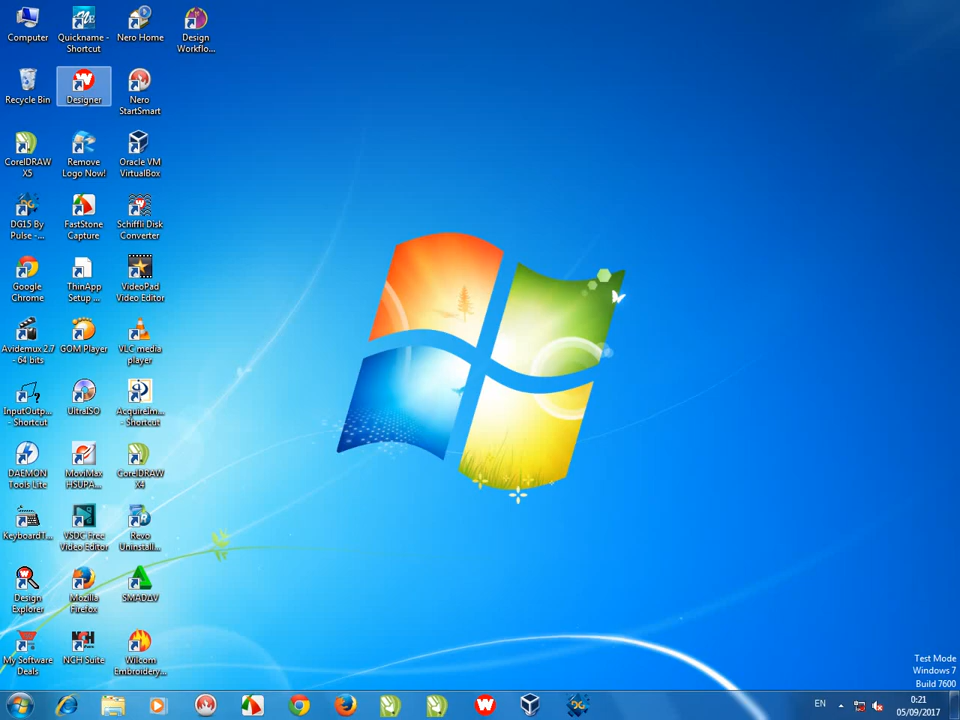 Computer
Quickname -
Shortcut
Nero Home
Design
Workflo...
Recycle Bin
Designer
Nero
StartSmart
CorelDRAW
X5
Remove
Logo Now!
Oracle VM
VirtualBox
DG15 By
Pulse -...
FastStone
Capture
Schiffli Disk
Converter
Google
Chrome
ThinApp
Setup ...
VideoPad
Video Editor
Avidemux 2.7
- 64 bits
GOM Player
VLC media
player
InputOutp...
- Shortcut
UltraISO
AcquireIm...
- Shortcut
DAEMON
Tools Lite
MoviMax
HSUPA...
CorelDRAW
X4
KeyboardT...
VSDC Free
Video Editor
Revo
Uninstall...
Design
Explorer
Mozilla
Firefox
SMADΔV
My Software
Deals
NCH Suite
Wilcom
Embroidery...
Test Mode
Windows 7
Build 7600
EN
0:21
05/09/2017